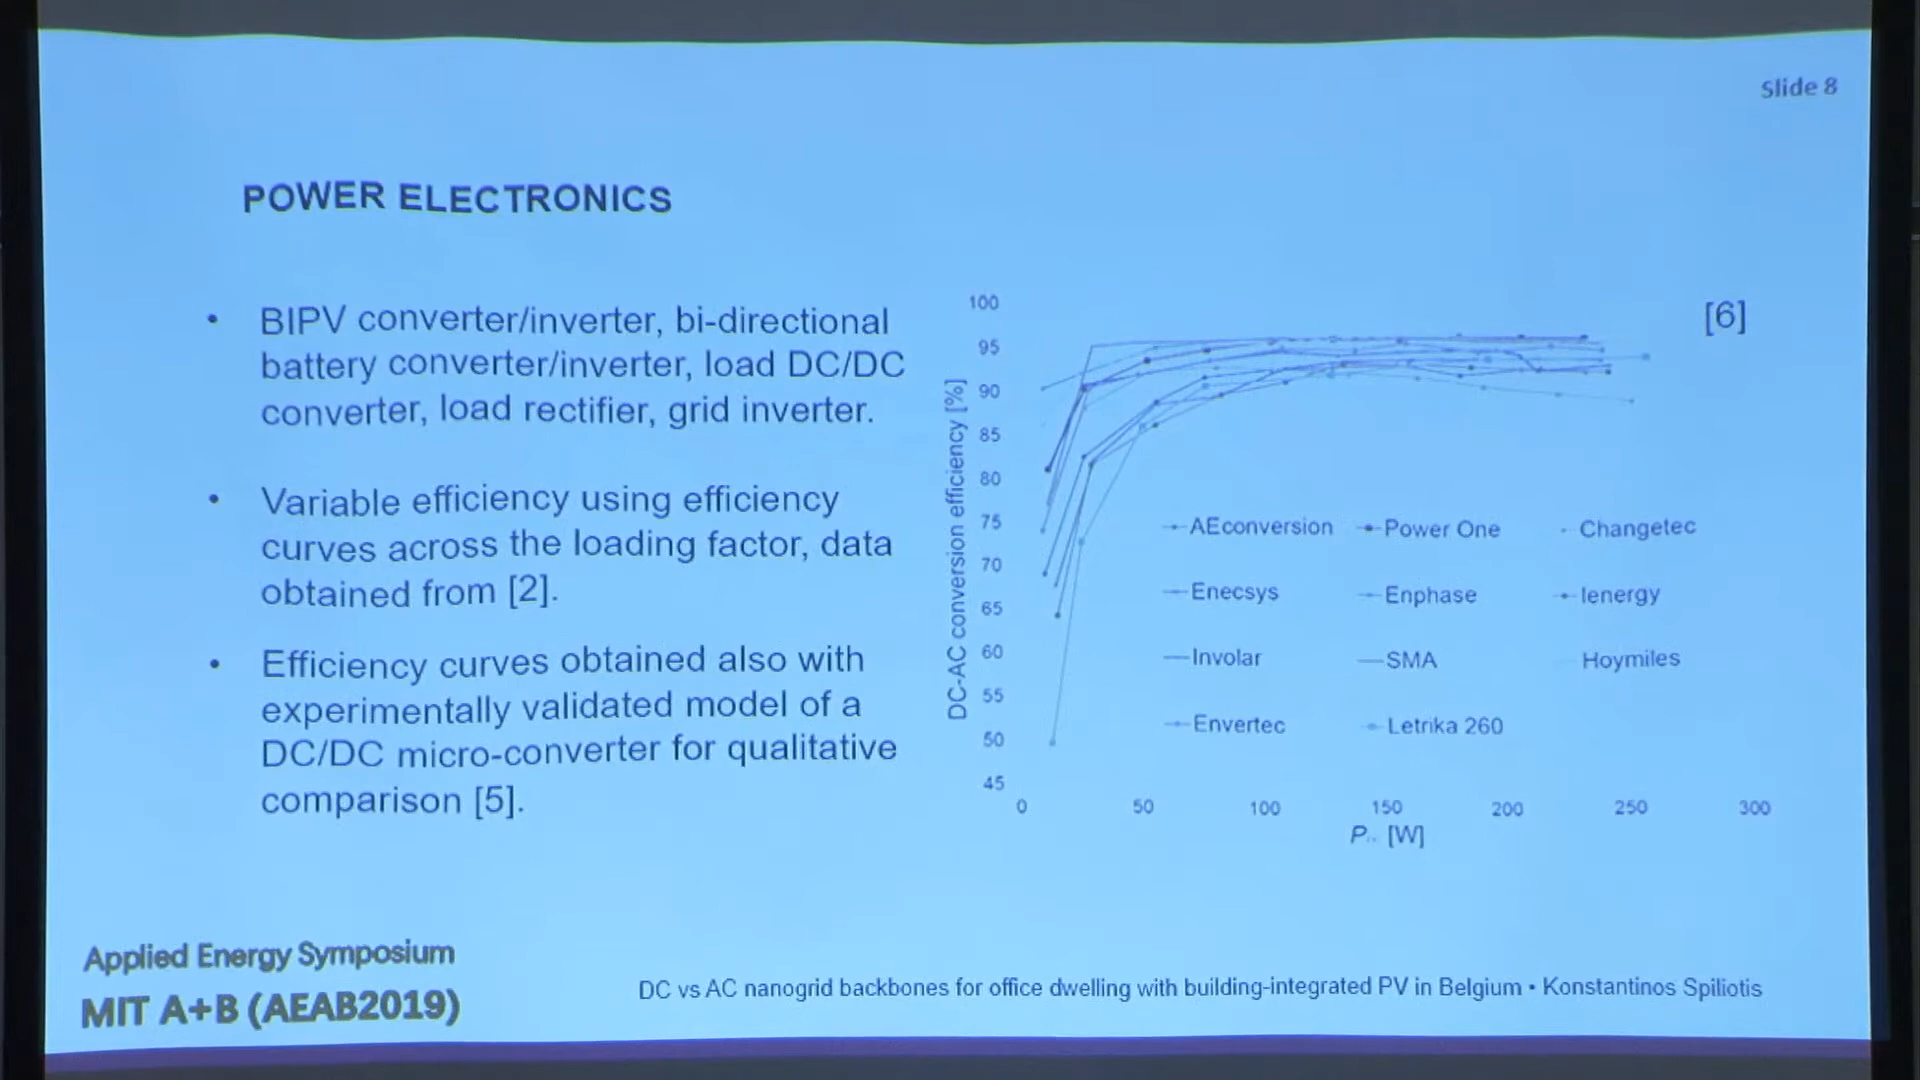 Slide 8
POWER ELECTRONICS
• BIPV converter/inverter, bi-directional
battery converter/inverter, load DC/DC
converter, load rectifier, grid inverter.
• Variable efficiency using efficiency
curves across the loading factor, data
obtained from [2].
• Efficiency curves obtained also with
experimentally validated model of a
DC/DC micro-converter for qualitative
comparison [5].
[6]
DC-AC conversion efficiency [%]
100
95
90
85
80
75
70
65
60
55
50
45
0 50 100 150 200 250 300
P [W]
AEconversion Power One Changetec
Enecsys Enphase Ienergy
Involar SMA Hoymiles
Envertec Letrika 260
Applied Energy Symposium
MIT A+B (AEAB2019)
DC vs AC nanogrid backbones for office dwelling with building-integrated PV in Belgium • Konstantinos Spiliotis